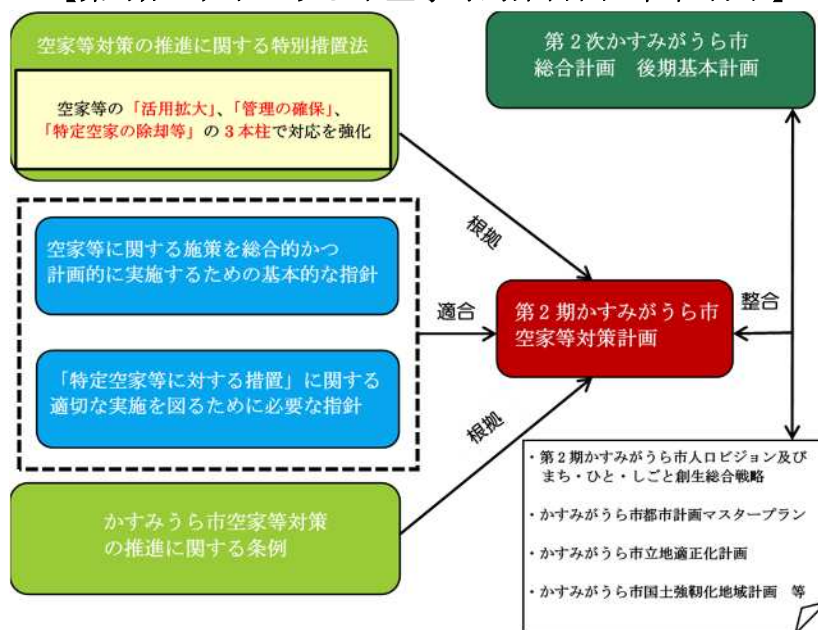 空家等対策の推進に関する特別措置法
空家等の「活用拡大」、「管理の確保」、
「特定空家の除却等」の3本柱で対応を強化
第2次かすみがうら市
総合計画　後期基本計画
根拠
空家等に関する施策を総合的かつ
計画的に実施するための基本的な指針
「特定空家等に対する措置」に関する
適切な実施を図るために必要な指針
適合
第2期かすみがうら市
空家等対策計画
整合
根拠
かすみうら市空家等対策
の推進に関する条例
・第2期かすみがうら市人口ビジョン及び
まち・ひと・しごと創生総合戦略
・かすみがうら市都市計画マスタープラン
・かすみがうら市立地適正化計画
・かすみがうら市国土強靭化地域計画　等